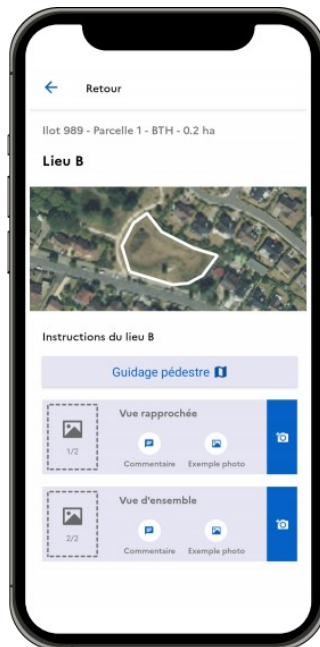 Retour
Ilot 989 - Parcelle 1 - BTH - 0.2 ha
Lieu B
Instructions du lieu B
Guidage pédestre
Vue rapprochée
1/2
Commentaire Exemple photo
Vue d'ensemble
2/2
Commentaire Exemple photo